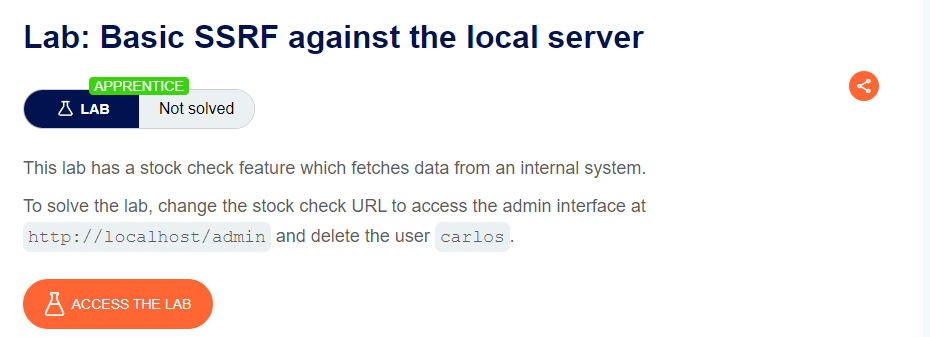 Lab: Basic SSRF against the local server
APPRENTICE
LAB Not solved
This lab has a stock check feature which fetches data from an internal system.
To solve the lab, change the stock check URL to access the admin interface at
http://localhost/admin and delete the user carlos.
ACCESS THE LAB